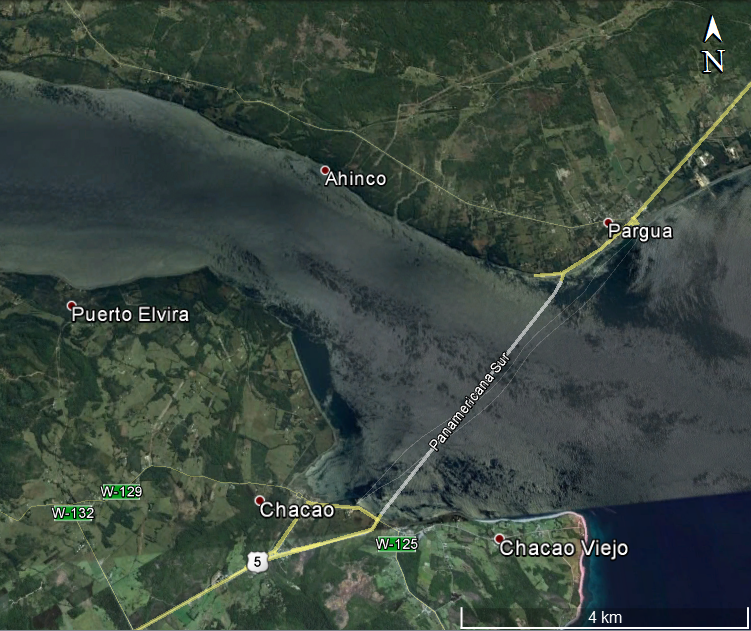 N
Ahinco
Pargua
Puerto Elvira
Panamericana Sur
W-129
W-132
Chacao
W-125
Chacao Viejo
5
4 km